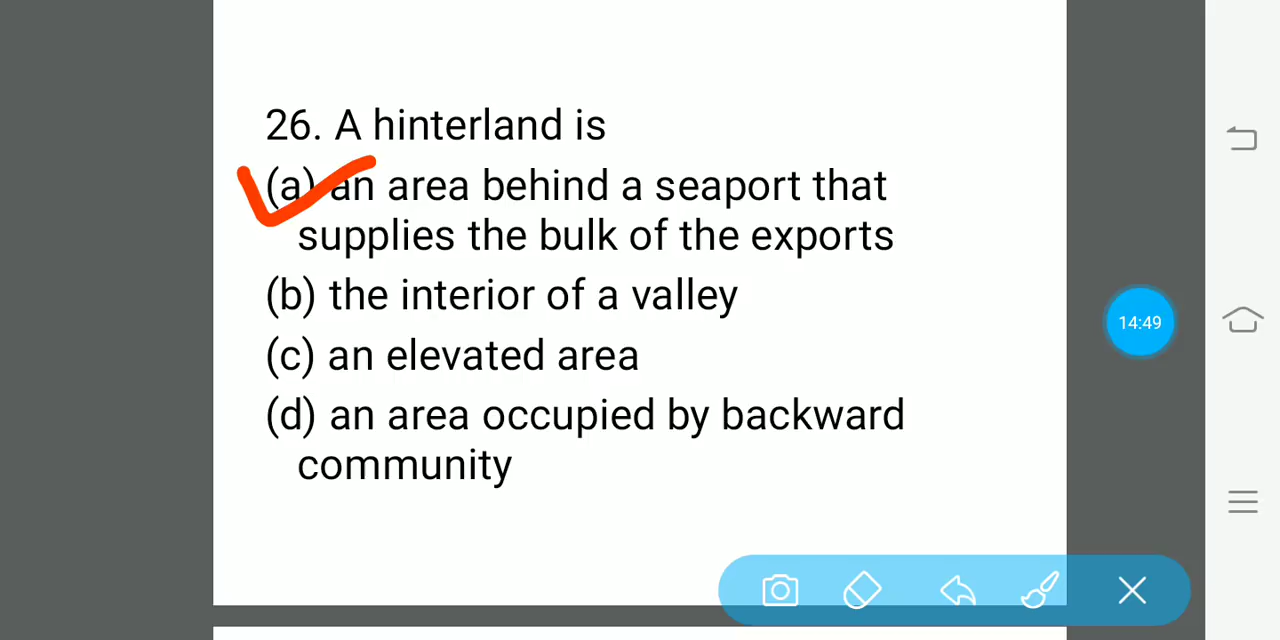 26. A hinterland is
(a) an area behind a seaport that
supplies the bulk of the exports
(b) the interior of a valley
(c) an elevated area
(d) an area occupied by backward
community
14:49